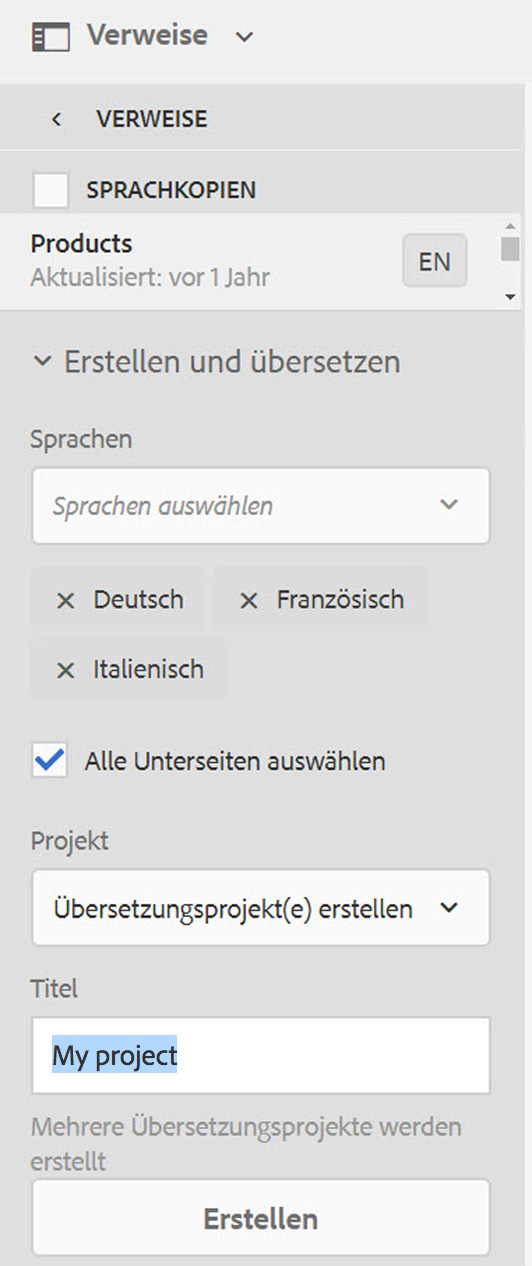 Verweise
VERWEISE
SPRACHKOPIEN
Products
Aktualisiert: vor 1 Jahr
EN
Erstellen und übersetzen
Sprachen
Sprachen auswählen
Deutsch
Französisch
Italienisch
Alle Unterseiten auswählen
Projekt
Übersetzungsprojekt(e) erstellen
Titel
My project
Mehrere Übersetzungsprojekte werden
erstellt
Erstellen